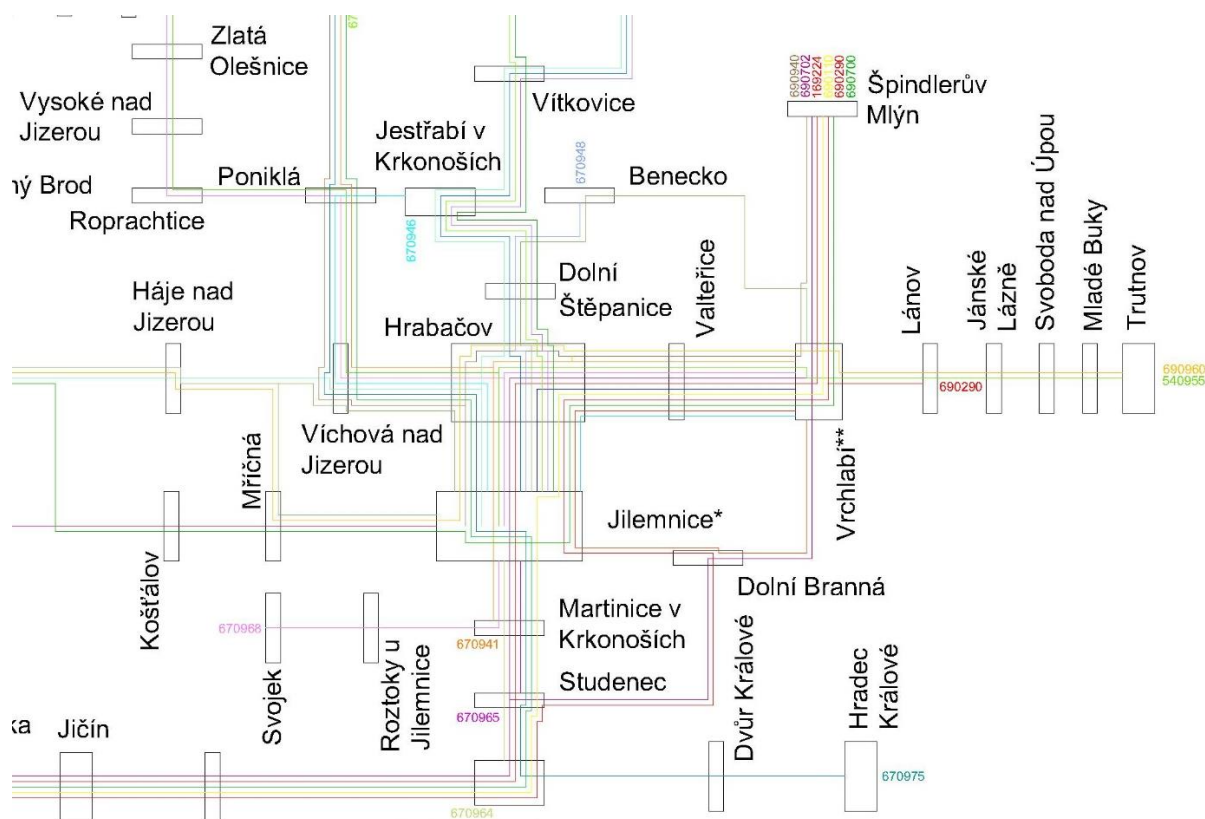 Zlatá
Olešnice
Vysoké nad
Jizerou
ný Brod
Roprachtice
Poniklá
Jestřabí v
Krkonoších
670946
Vítkovice
670948
Benecko
690940
690702
169224
690110
690290
690700
Špindlerův
Mlýn
Háje nad
Jizerou
Hrabačov
Dolní
Štěpanice
Valteřice
Lánov
Jánské
Lázně
Svoboda nad Úpou
Mladé Buky
Trutnov
690960
540955
690290
Víchová nad
Jizerou
Vrchlabí**
Mříčná
Košťálov
Jilemnice*
Dolní Branná
670968
Svojek
Roztoky u
Jilemnice
Martinice v
Krkonoších
670941
Studenec
670965
Dvůr Králové
Hradec
Králové
670975
ka
Jičín
670964